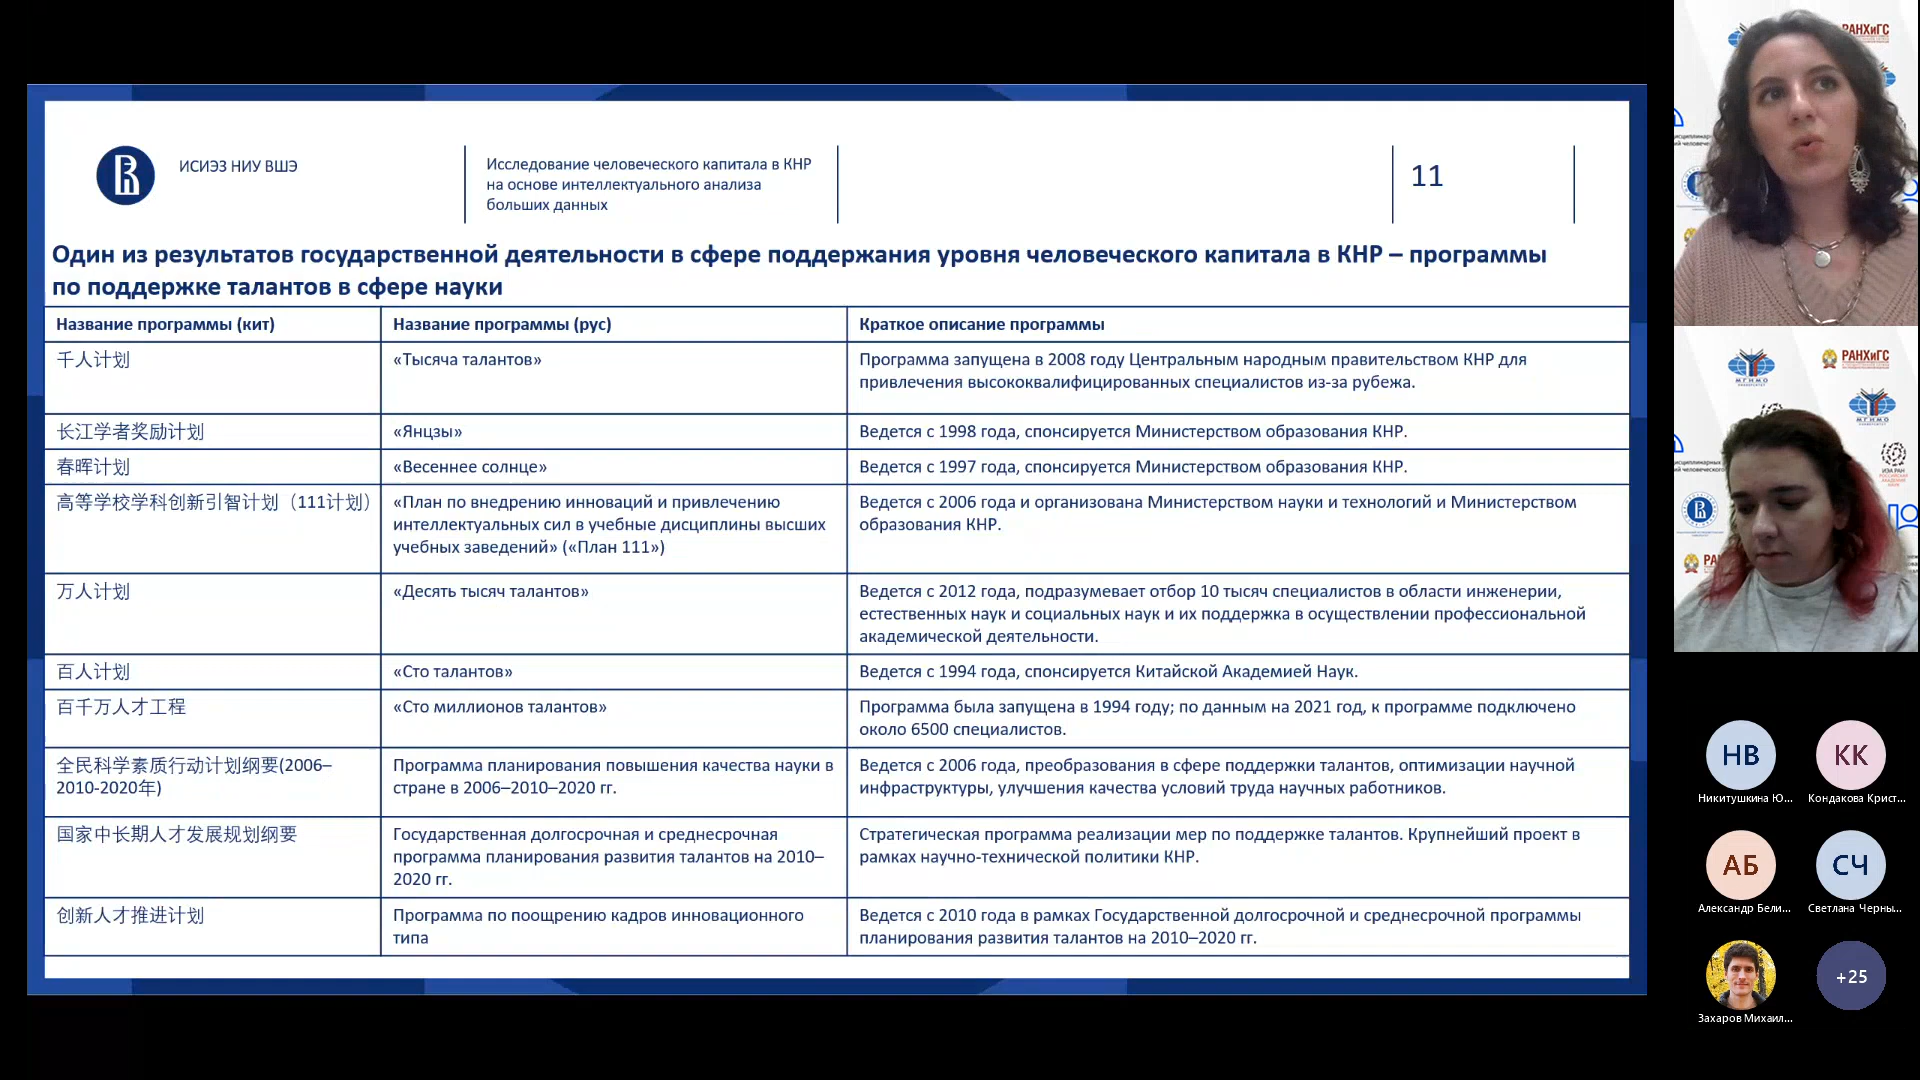 ИСИЭЗ НИУ ВШЭ
Исследование человеческого капитала в КНР
на основе интеллектуального анализа
больших данных
11
Один из результатов государственной деятельности в сфере поддержания уровня человеческого капитала в КНР – программы
по поддержке талантов в сфере науки
Название программы (кит)
Название программы (рус)
Краткое описание программы
千人计划
«Тысяча талантов»
Программа запущена в 2008 году Центральным народным правительством КНР для
привлечения высококвалифицированных специалистов из-за рубежа.
长江学者奖励计划
«Янцзы»
Ведется с 1998 года, спонсируется Министерством образования КНР.
春晖计划
«Весеннее солнце»
Ведется с 1997 года, спонсируется Министерством образования КНР.
高等学校学科创新引智计划（111计划）
«План по внедрению инноваций и привлечению
интеллектуальных сил в учебные дисциплины высших
учебных заведений» («План 111»)
Ведется с 2006 года и организована Министерством науки и технологий и Министерством
образования КНР.
万人计划
«Десять тысяч талантов»
Ведется с 2012 года, подразумевает отбор 10 тысяч специалистов в области инженерии,
естественных наук и социальных наук и их поддержка в осуществлении профессиональной
академической деятельности.
百人计划
«Сто талантов»
Ведется с 1994 года, спонсируется Китайской Академией Наук.
百千万人才工程
«Сто миллионов талантов»
Программа была запущена в 1994 году; по данным на 2021 год, к программе подключено
около 6500 специалистов.
全民科学素质行动计划纲要(2006–
2010-2020年)
Программа планирования повышения качества науки в
стране в 2006–2010–2020 гг.
Ведется с 2006 года, преобразования в сфере поддержки талантов, оптимизации научной
инфраструктуры, улучшения качества условий труда научных работников.
国家中长期人才发展规划纲要
Государственная долгосрочная и среднесрочная
программа планирования развития талантов на 2010–
2020 гг.
Стратегическая программа реализации мер по поддержке талантов. Крупнейший проект в
рамках научно-технической политики КНР.
创新人才推进计划
Программа по поощрению кадров инновационного
типа
Ведется с 2010 года в рамках Государственной долгосрочной и среднесрочной программы
планирования развития талантов на 2010–2020 гг.
РАНХиГС
МГИМО
УНИВЕРСИТЕТ
РАНХиГС
МГИМО
ИЭА РАН
НВ
Никитушкина Ю...
КК
Кондакова Крист...
АБ
Александр Бели...
СЧ
Светлана Черны...
Захаров Михаил...
+25